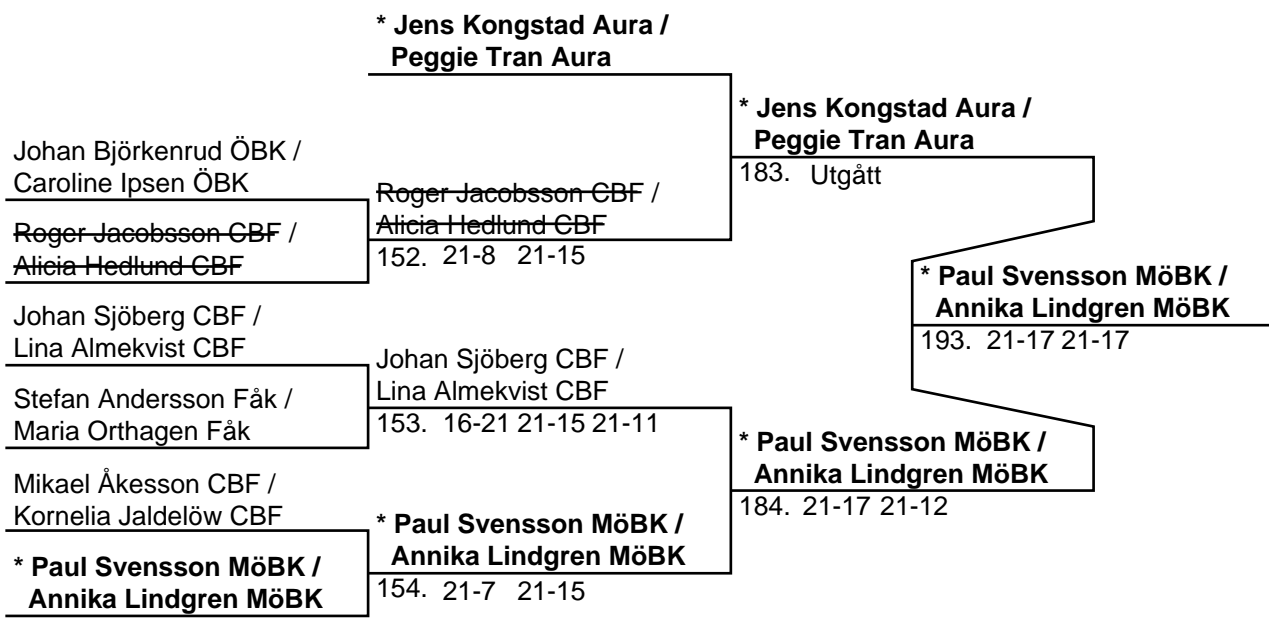 * Jens Kongstad Aura /
Peggie Tran Aura
Johan Björkenrud ÖBK /
Caroline Ipsen ÖBK
Roger Jacobsson CBF /
Alicia Hedlund CBF
Johan Sjöberg CBF /
Lina Almekvist CBF
Stefan Andersson Fåk /
Maria Orthagen Fåk
Mikael Åkesson CBF /
Kornelia Jaldelöw CBF
* Paul Svensson MöBK /
Annika Lindgren MöBK
Roger Jacobsson CBF /
Alicia Hedlund CBF
152. 21-8 21-15
Johan Sjöberg CBF /
Lina Almekvist CBF
153. 16-21 21-15 21-11
* Paul Svensson MöBK /
Annika Lindgren MöBK
154. 21-7 21-15
* Jens Kongstad Aura /
Peggie Tran Aura
183. Utgått
* Paul Svensson MöBK /
Annika Lindgren MöBK
184. 21-17 21-12
* Paul Svensson MöBK /
Annika Lindgren MöBK
193. 21-17 21-17